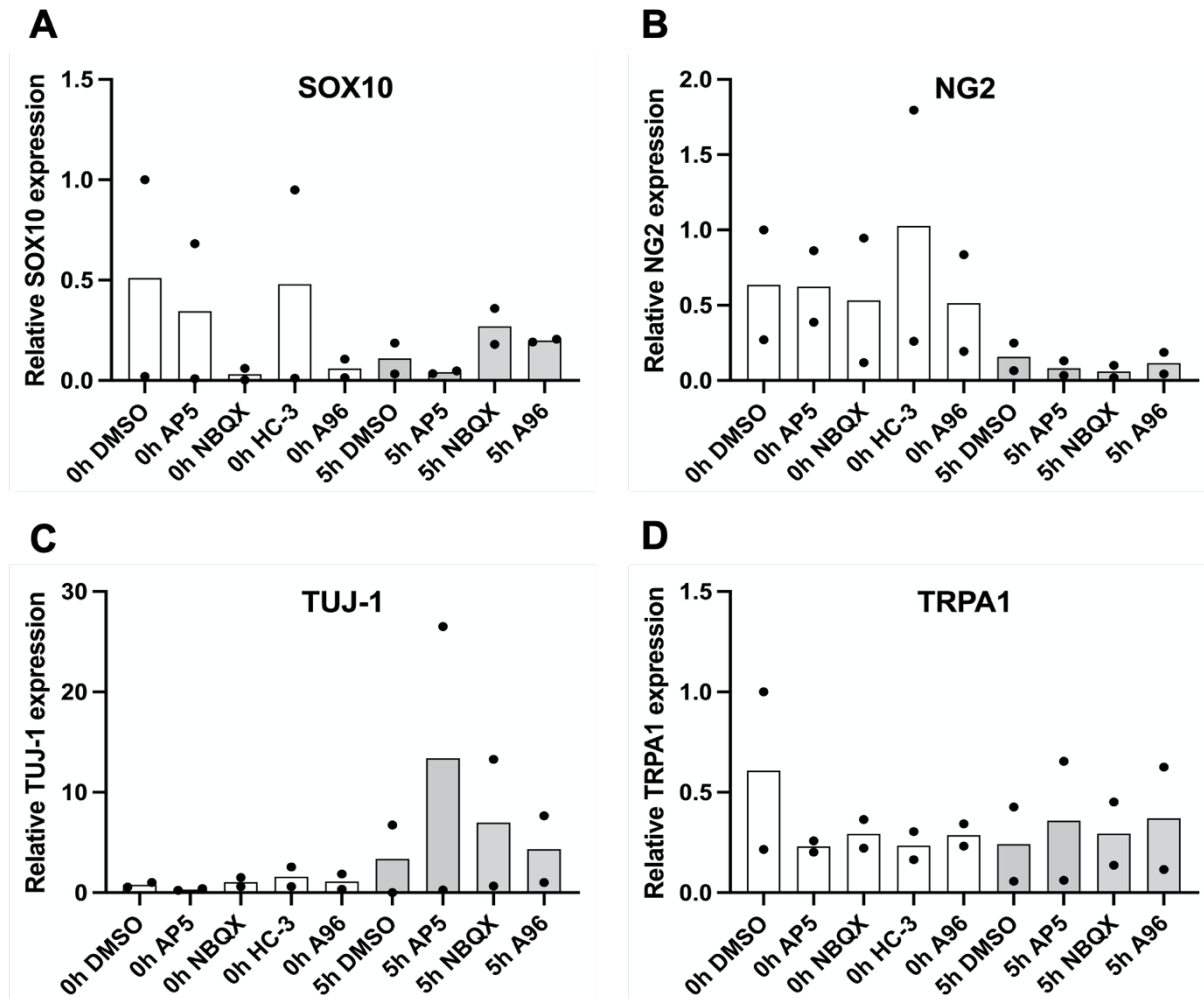 A
SOX10
Relative SOX10 expression
1.5
1.0
0.5
0.0
0h DMSO
0h AP5
0h NBQX
0h HC-3
0h A96
5h DMSO
5h AP5
5h NBQX
5h A96
B
NG2
Relative NG2 expression
2.0
1.5
1.0
0.5
0.0
0h DMSO
0h AP5
0h NBQX
0h HC-3
0h A96
5h DMSO
5h AP5
5h NBQX
5h A96
C
TUJ-1
Relative TUJ-1 expression
30
20
10
0
0h DMSO
0h AP5
0h NBQX
0h HC-3
0h A96
5h DMSO
5h AP5
5h NBQX
5h A96
D
TRPA1
Relative TRPA1 expression
1.5
1.0
0.5
0.0
0h DMSO
0h AP5
0h NBQX
0h HC-3
0h A96
5h DMSO
5h AP5
5h NBQX
5h A96